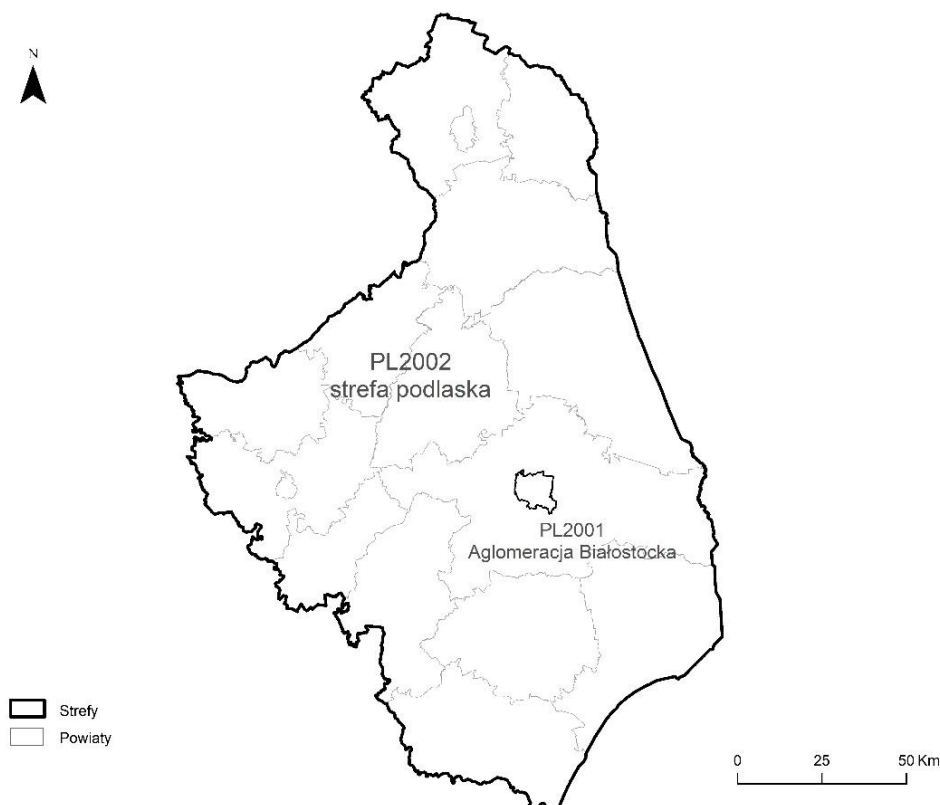 N
PL2002
strefa podlaska
PL2001
Aglomeracja Białostocka
Strefy
Powiaty
0 25 50 Km